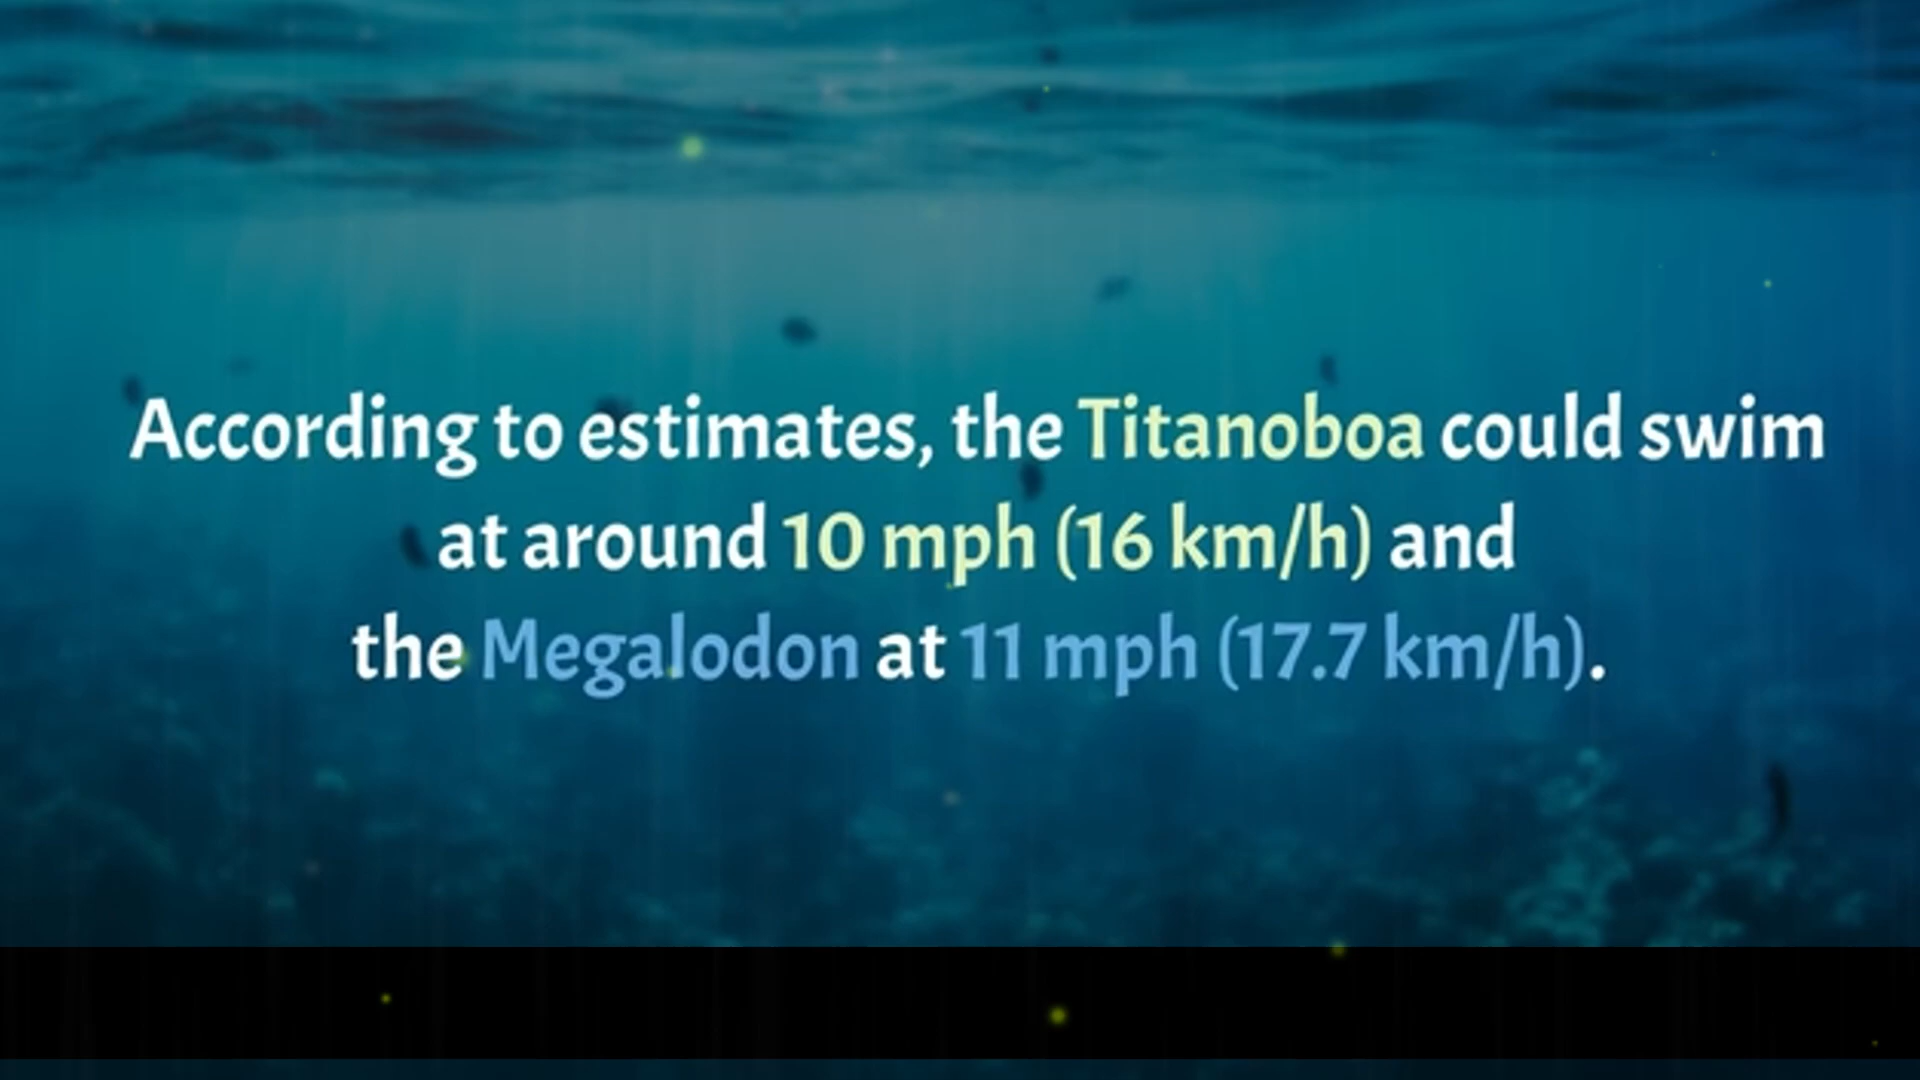 According to estimates, the Titanoboa could swim
at around 10 mph (16 km/h) and
the Megalodon at 11 mph (17.7 km/h).